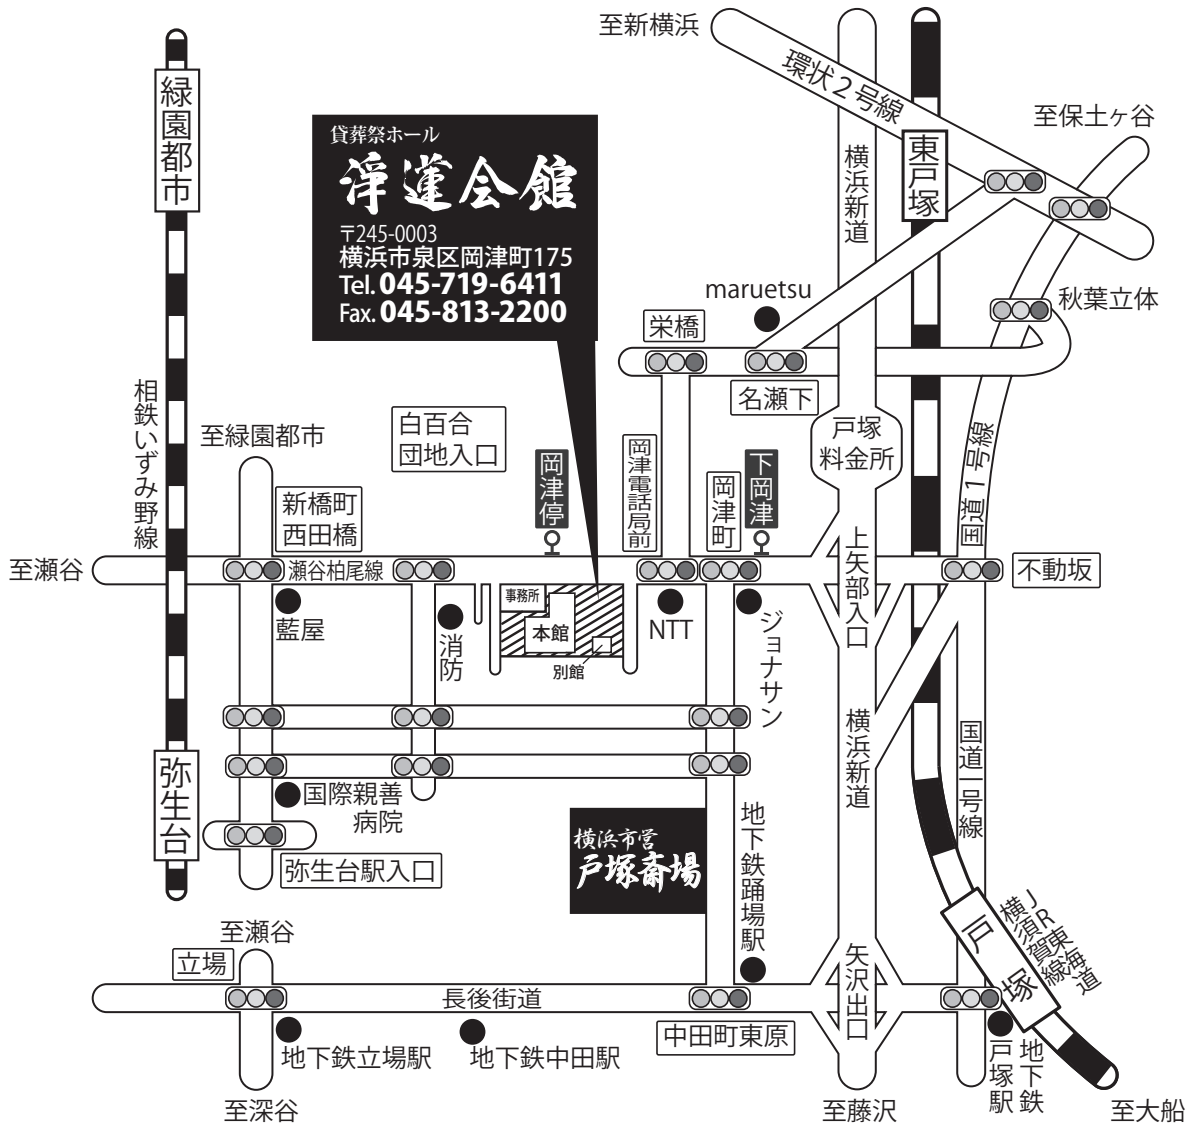 至新横浜
環状2号線
至保土ヶ谷
緑園都市
貸葬祭ホール
浄蓮会館
〒245-0003
横浜市泉区岡津町175
Tel. 045-719-6411
Fax. 045-813-2200
横浜新道
東戸塚
秋葉立体
maruetsu
栄橋
名瀬下
相鉄いずみ野線
至緑園都市
白百合
団地入口
戸塚
料金所
国道1号線
新橋町
西田橋
岡津停
岡津電話局前
岡津町
下岡津
至瀬谷
瀬谷柏尾線
上矢部入口
不動坂
藍屋
消防
事務所
本館
別館
NTT
ジョナサン
横浜新道
国道一号線
弥生台
国際親善
病院
弥生台駅入口
横浜市営
戸塚斎場
地下鉄踊場駅
戸塚
JR東海道
横須賀線
至瀬谷
立場
長後街道
矢沢出口
中田町東原
地下鉄立場駅
地下鉄中田駅
地下鉄
戸塚駅
至深谷
至藤沢
至大船